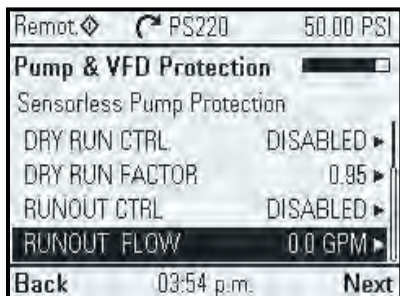 Remot. PS220 50.00 PSI
Pump & VFD Protection
Sensorless Pump Protection
DRY RUN CTRL DISABLED
DRY RUN FACTOR 0.95
RUNOUT CTRL DISABLED
RUNOUT FLOW 0.0 GPM
Back 03:54 p.m. Next